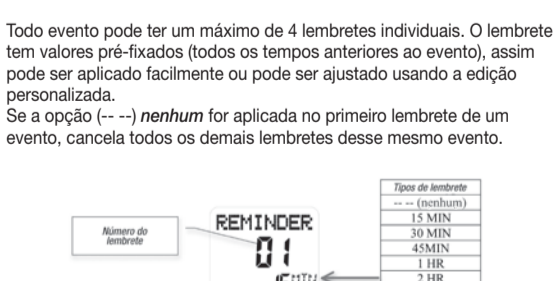 Todo evento pode ter um máximo de 4 lembretes individuais. O lembrete
tem valores pré-fixados (todos os tempos anteriores ao evento), assim
pode ser aplicado facilmente ou pode ser ajustado usando a edição
personalizada.
Se a opção (-- --) nenhum for aplicada no primeiro lembrete de um
evento, cancela todos os demais lembretes desse mesmo evento.
Número do
lembrete
REMINDER
01
Tipos de lembrete
-- -- (nenhum)
15 MIN
30 MIN
45MIN
1 HR
2 HR